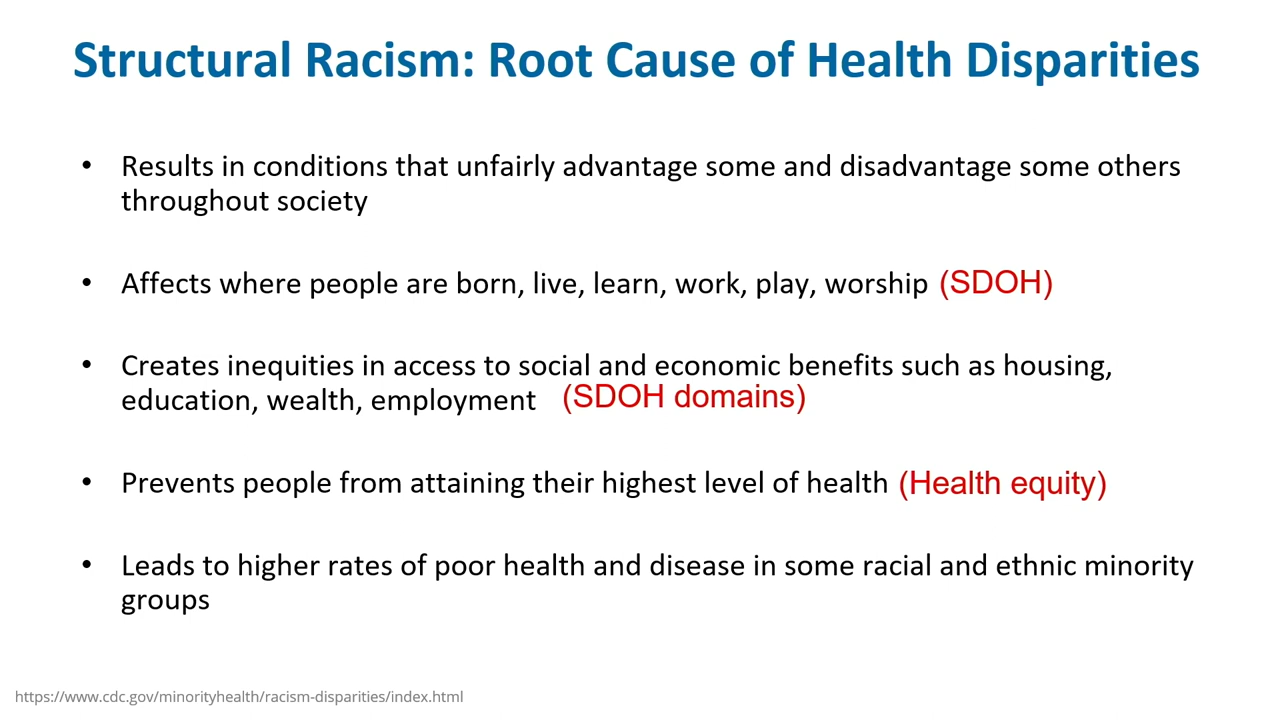 Structural Racism: Root Cause of Health Disparities
• Results in conditions that unfairly advantage some and disadvantage some others
throughout society
• Affects where people are born, live, learn, work, play, worship (SDOH)
• Creates inequities in access to social and economic benefits such as housing,
education, wealth, employment (SDOH domains)
• Prevents people from attaining their highest level of health (Health equity)
• Leads to higher rates of poor health and disease in some racial and ethnic minority
groups
https://www.cdc.gov/minorityhealth/racism-disparities/index.html